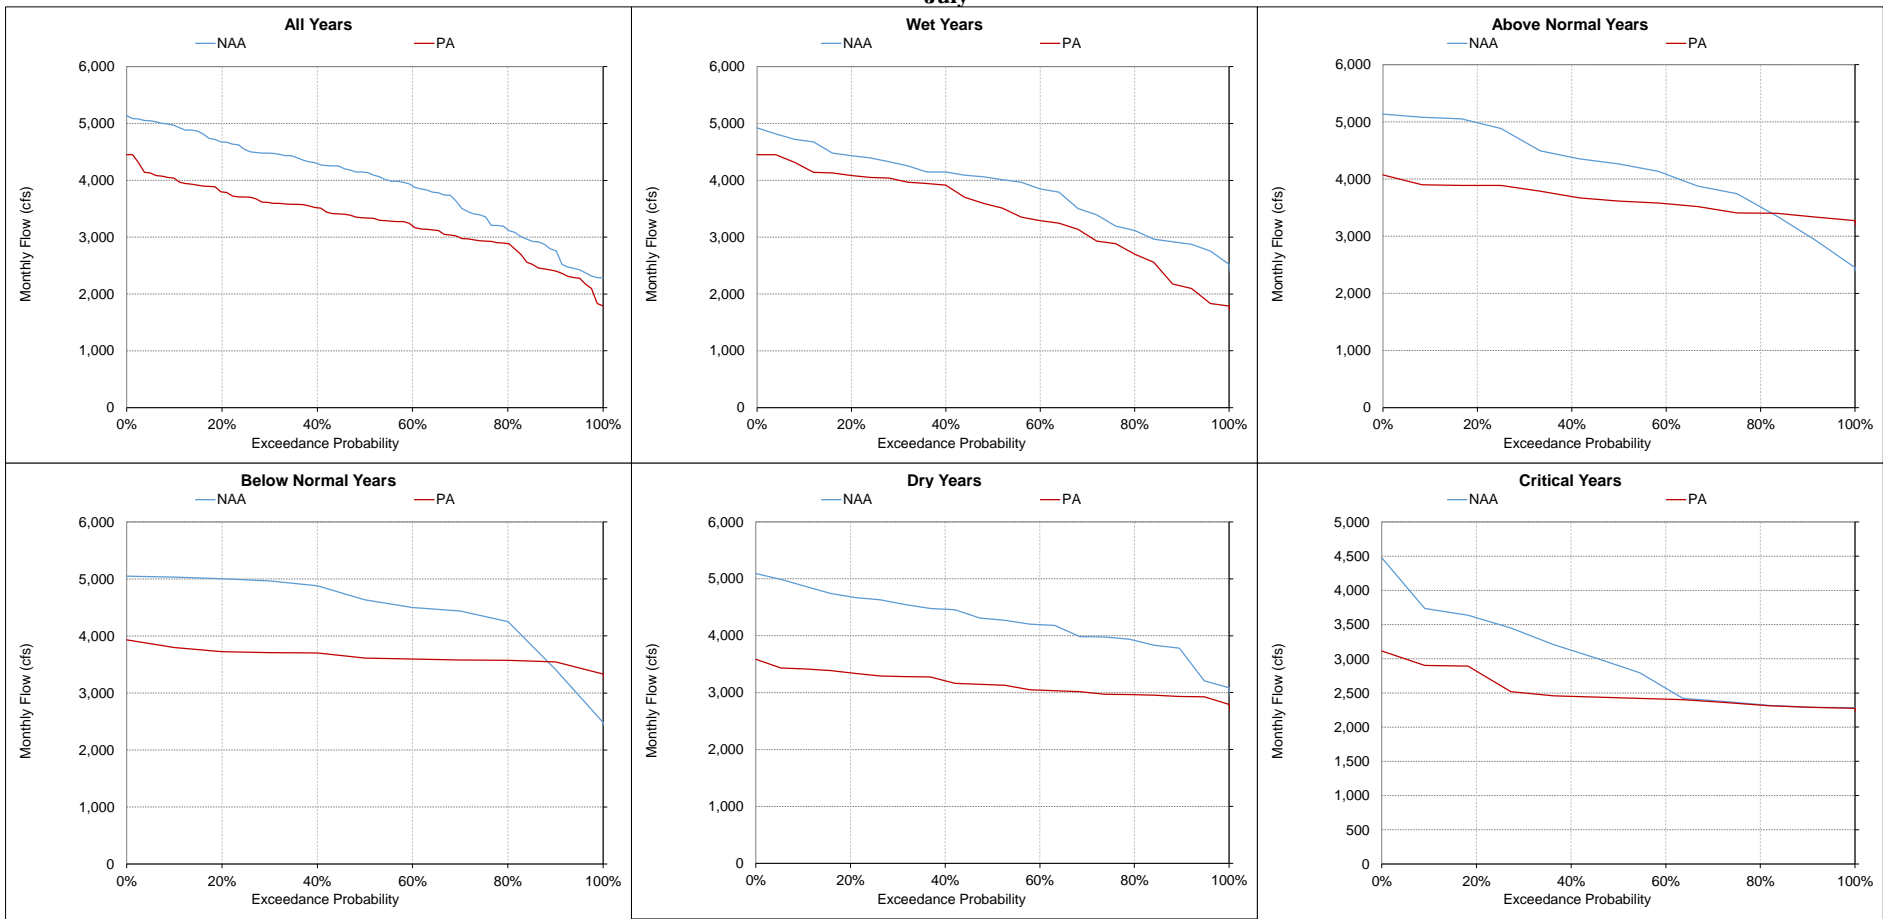 July
All Years
NAA PA
6,000
5,000
4,000
3,000
2,000
1,000
0
Monthly Flow (cfs)
0% 20% 40% 60% 80% 100%
Exceedance Probability
Wet Years
NAA PA
6,000
5,000
4,000
3,000
2,000
1,000
0
Monthly Flow (cfs)
0% 20% 40% 60% 80% 100%
Exceedance Probability
Above Normal Years
NAA PA
6,000
5,000
4,000
3,000
2,000
1,000
0
Monthly Flow (cfs)
0% 20% 40% 60% 80% 100%
Exceedance Probability
Below Normal Years
NAA PA
6,000
5,000
4,000
3,000
2,000
1,000
0
Monthly Flow (cfs)
0% 20% 40% 60% 80% 100%
Exceedance Probability
Dry Years
NAA PA
6,000
5,000
4,000
3,000
2,000
1,000
0
Monthly Flow (cfs)
0% 20% 40% 60% 80% 100%
Exceedance Probability
Critical Years
NAA PA
5,000
4,500
4,000
3,500
3,000
2,500
2,000
1,500
1,000
500
0
Monthly Flow (cfs)
0% 20% 40% 60% 80% 100%
Exceedance Probability